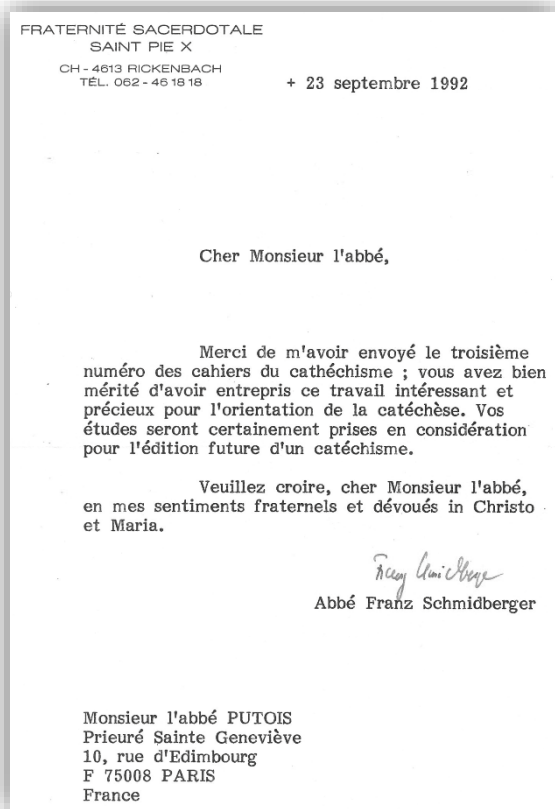 FRATERNITÉ SACERDOTALE
SAINT PIE X
CH - 4613 RICKENBACH
TÉL. 062 - 46 18 18
+ 23 septembre 1992
Cher Monsieur l'abbé,
Merci de m'avoir envoyé le troisième
numéro des cahiers du cathéchisme ; vous avez bien
mérité d'avoir entrepris ce travail intéressant et
précieux pour l'orientation de la catéchèse. Vos
études seront certainement prises en considération
pour l'édition future d'un catéchisme.
Veuillez croire, cher Monsieur l'abbé,
en mes sentiments fraternels et dévoués in Christo
et Maria.
Franz Schmidberger
Abbé Franz Schmidberger
Monsieur l'abbé PUTOIS
Prieuré Sainte Geneviève
10, rue d'Edimbourg
F 75008 PARIS
France